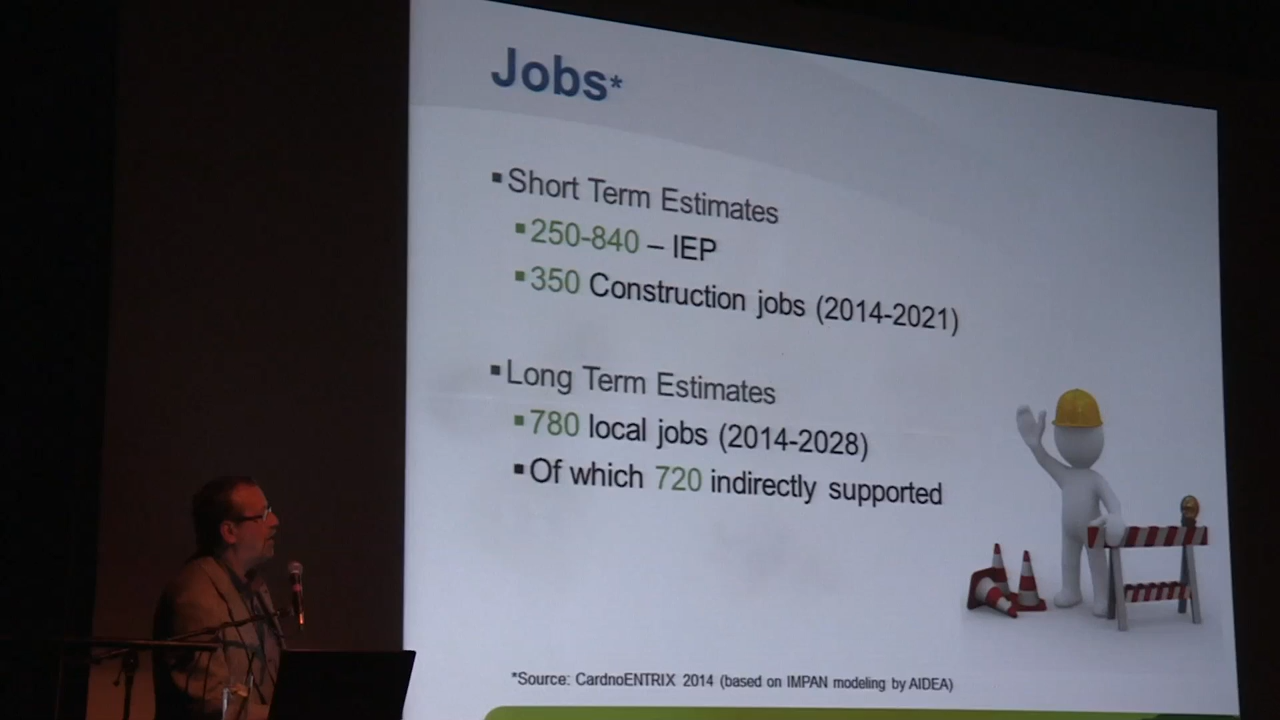 Jobs*
▪Short Term Estimates
▪250-840 – IEP
▪350 Construction jobs (2014-2021)
▪Long Term Estimates
▪780 local jobs (2014-2028)
▪Of which 720 indirectly supported
*Source: CardnoENTRIX 2014 (based on IMPAN modeling by AIDEA)